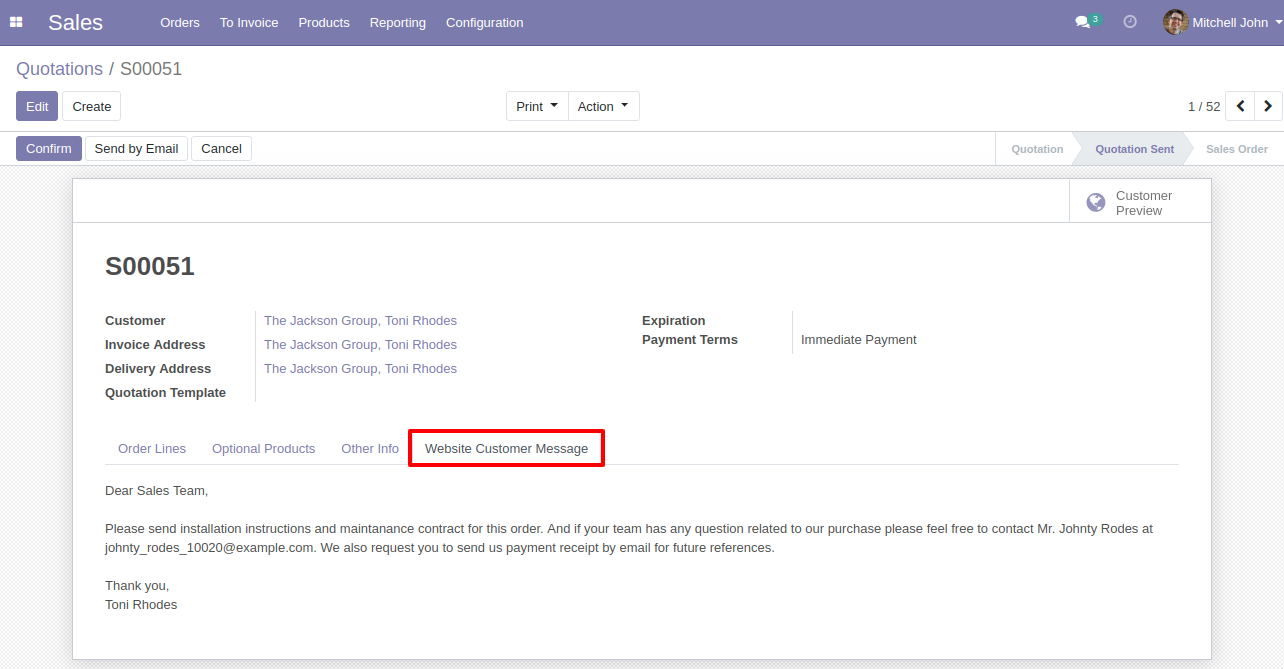 Sales Orders To Invoice Products Reporting Configuration 3 Mitchell John
Quotations / S00051
Edit Create Print Action 1 / 52
Confirm Send by Email Cancel Quotation Quotation Sent Sales Order
Customer
Preview
S00051
Customer The Jackson Group, Toni Rhodes
Invoice Address The Jackson Group, Toni Rhodes
Delivery Address The Jackson Group, Toni Rhodes
Quotation Template
Expiration
Payment Terms Immediate Payment
Order Lines Optional Products Other Info Website Customer Message
Dear Sales Team,
Please send installation instructions and maintanance contract for this order. And if your team has any question related to our purchase please feel free to contact Mr. Johnty Rodes at
johnty_rodes_10020@example.com. We also request you to send us payment receipt by email for future references.
Thank you,
Toni Rhodes